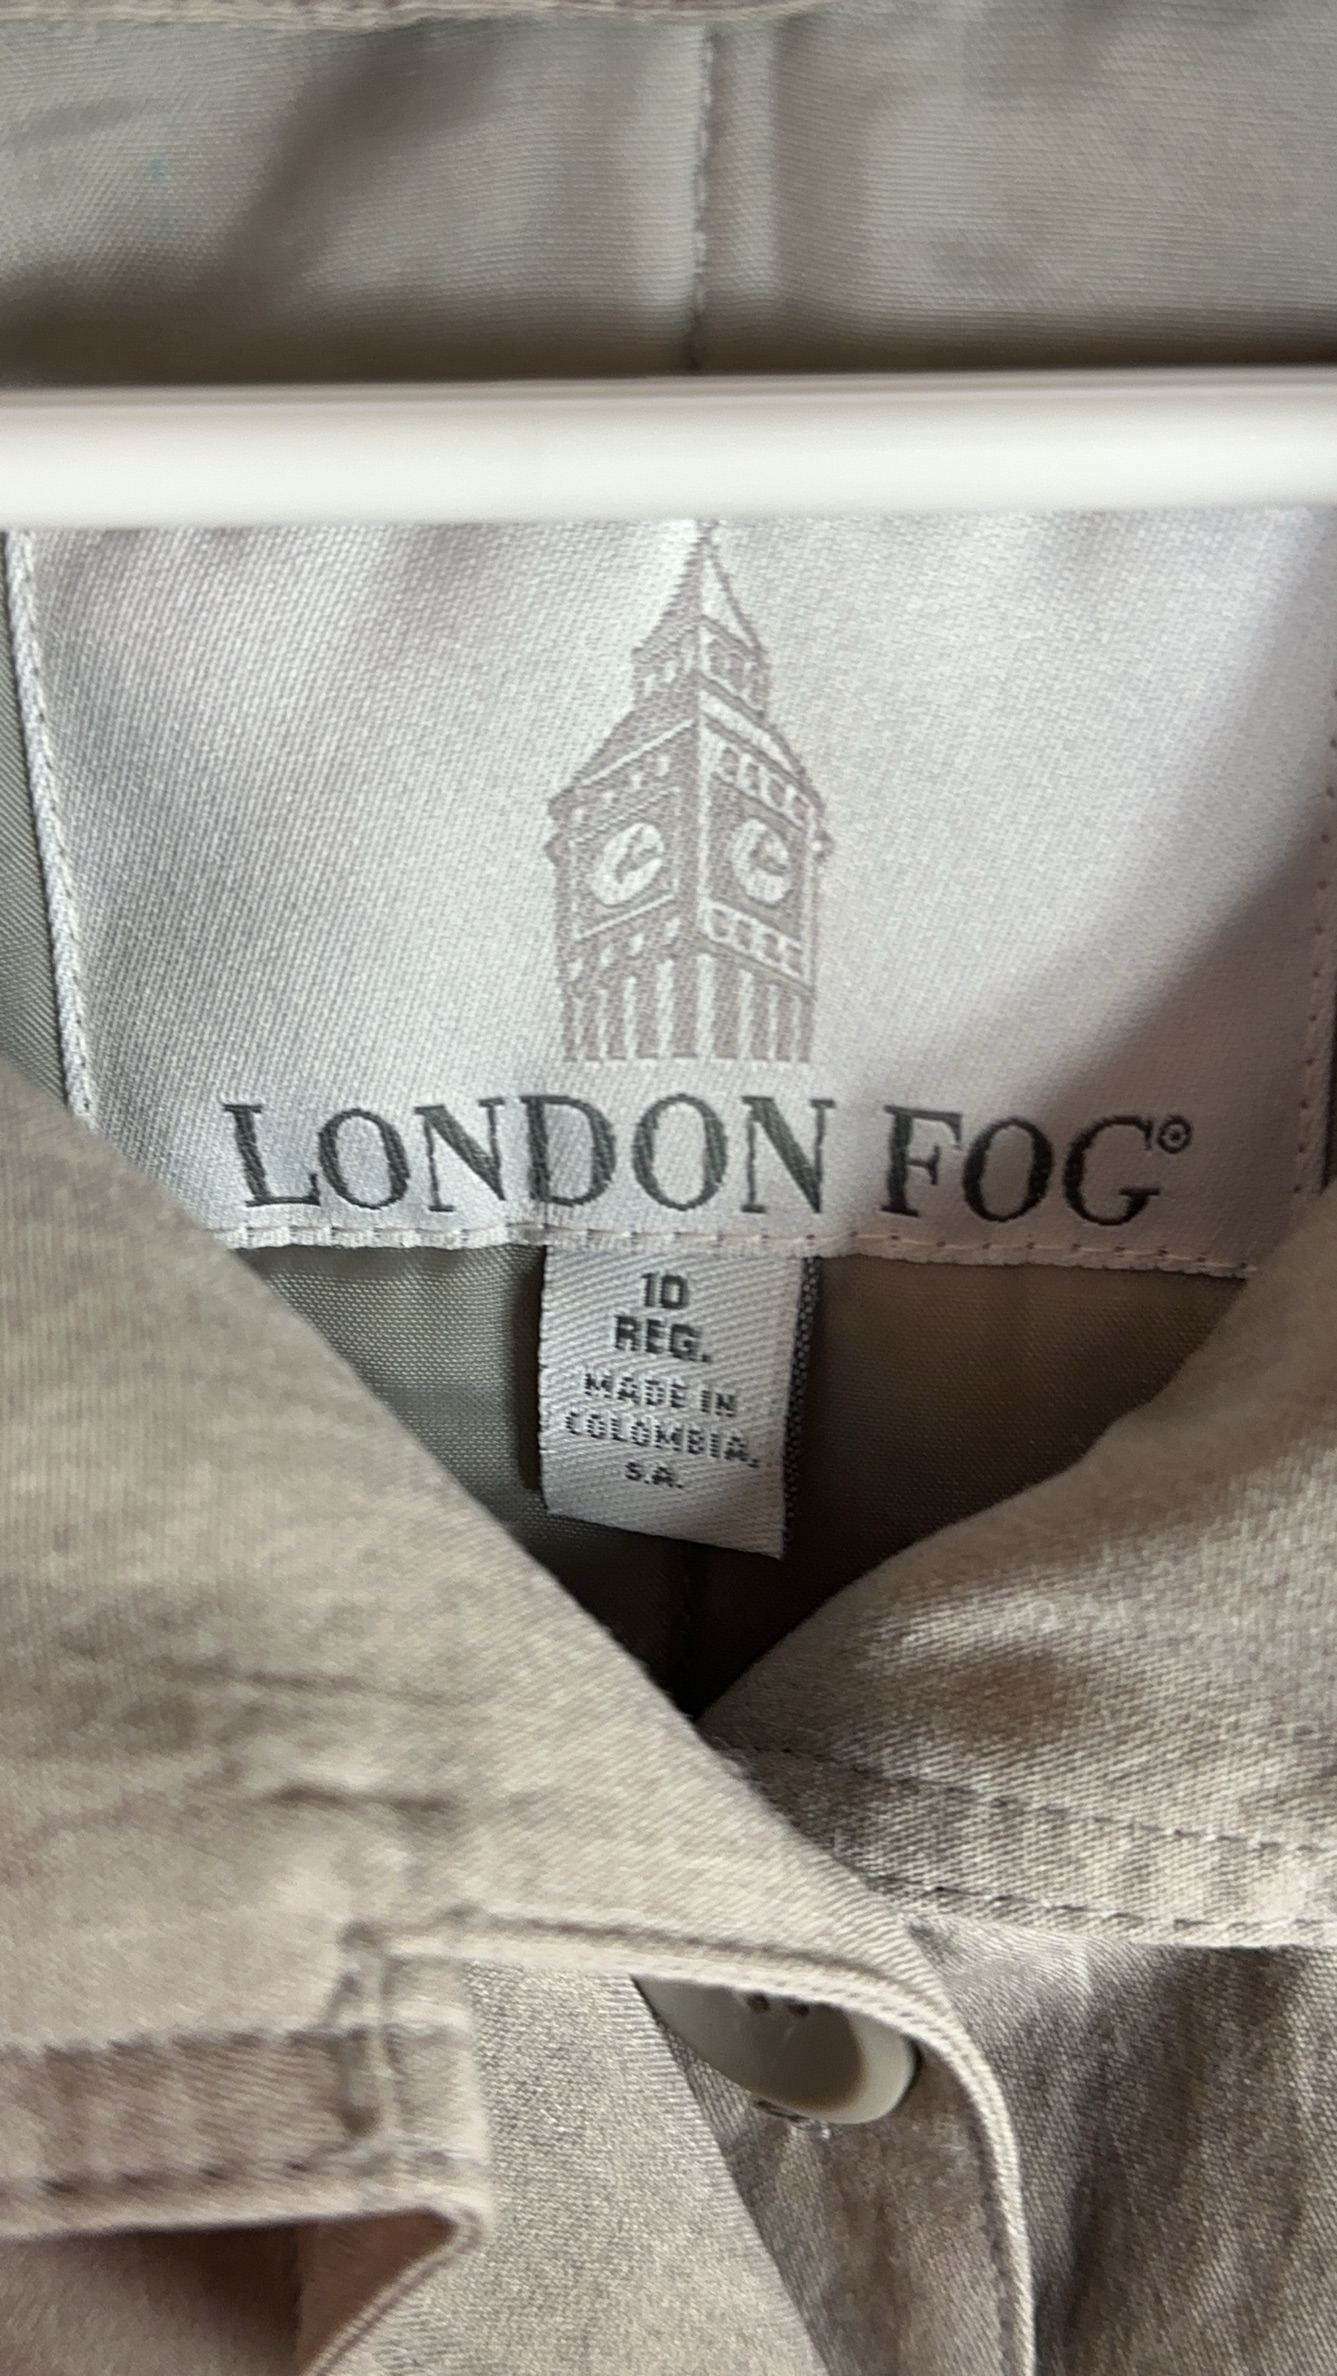 LONDON FOG®
10
REG.
MADE IN
COLOMBIA,
S.A.